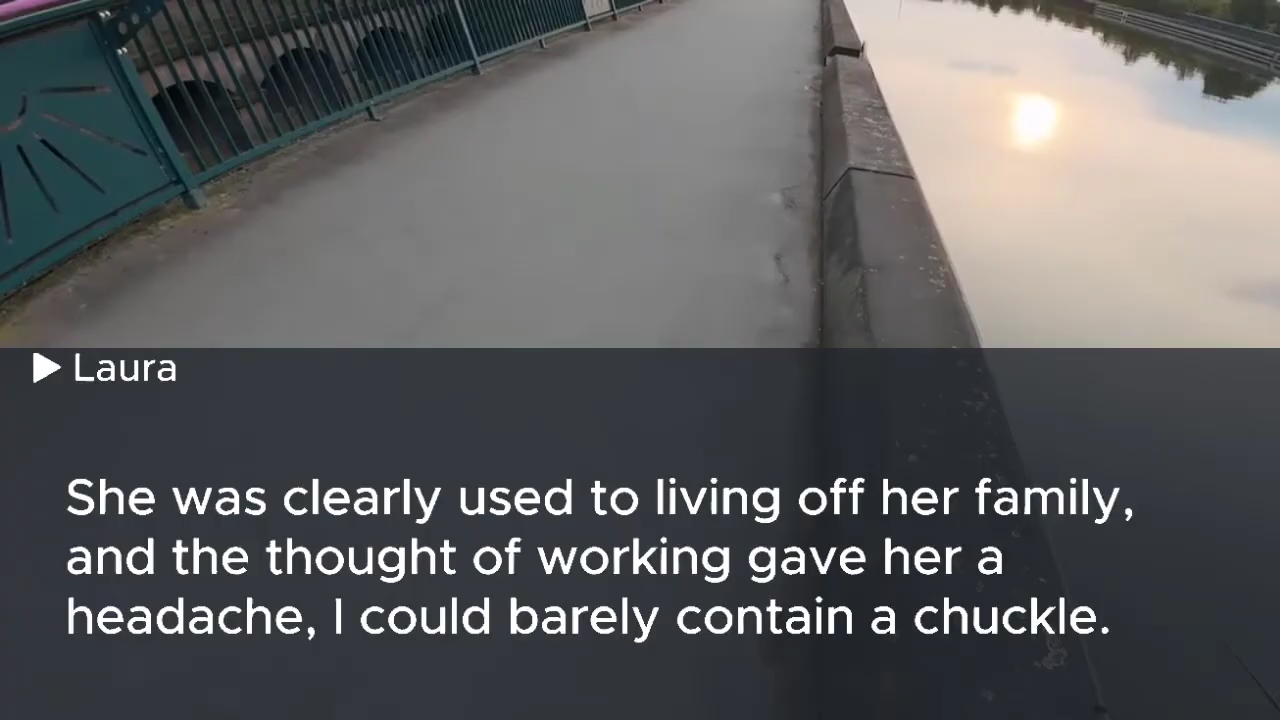 Laura
She was clearly used to living off her family,
and the thought of working gave her a
headache, I could barely contain a chuckle.